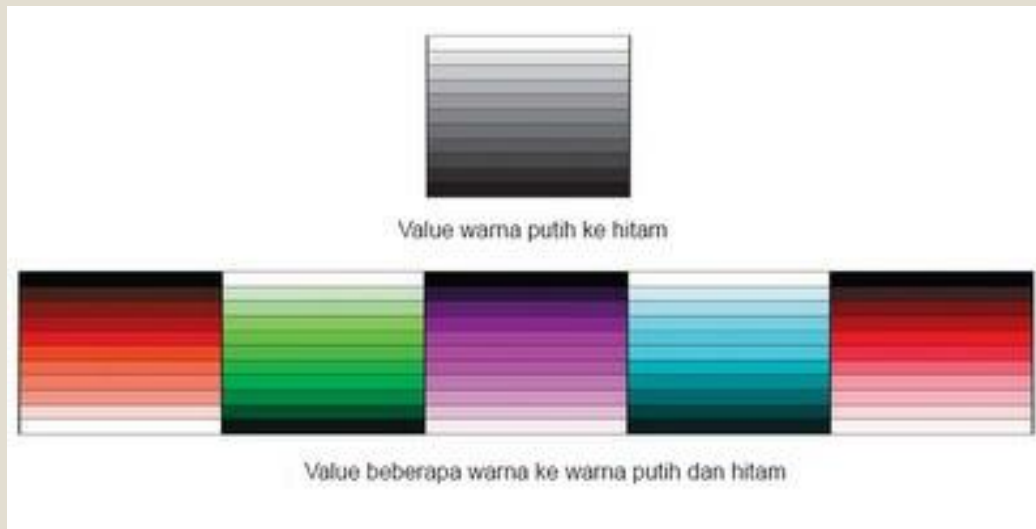 Value warna putih ke hitam
Value beberapa warna ke warna putih dan hitam